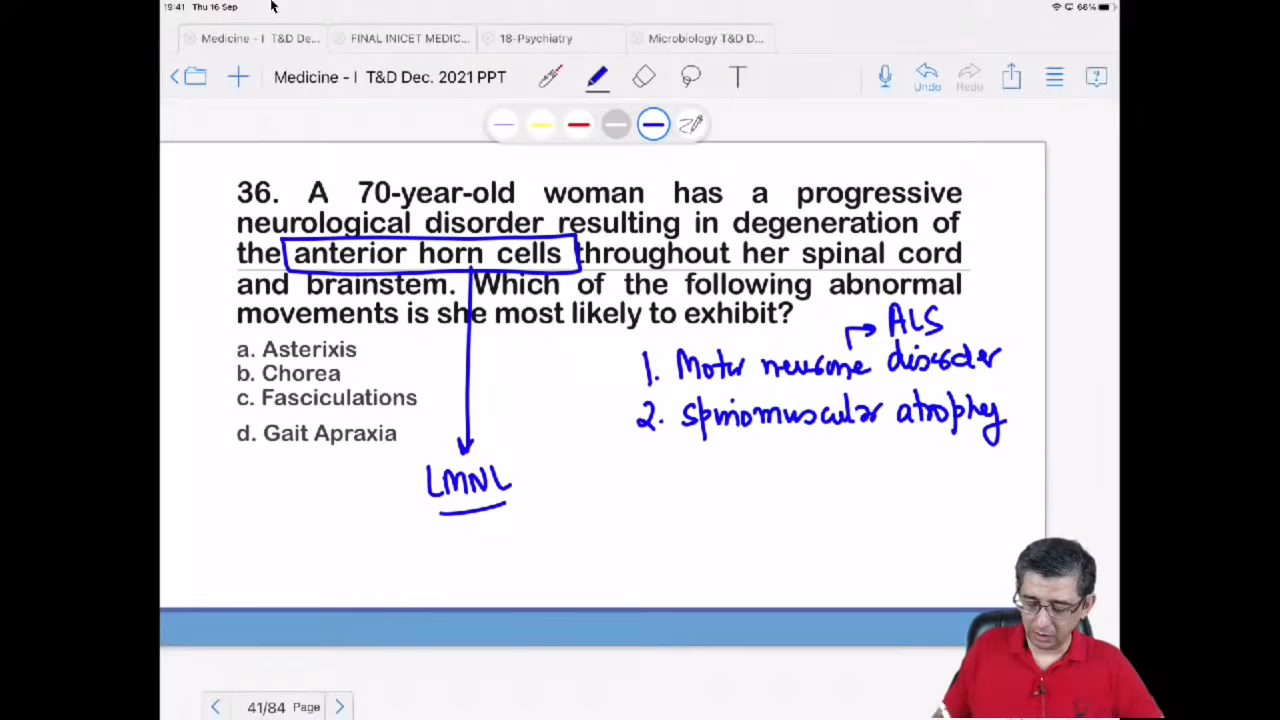 19:41 Thu 16 Sep
68%
Medicine - I T&D De...
FINAL INICET MEDIC...
18-Psychiatry
Microbiology T&D D...
Medicine - I T&D Dec. 2021 PPT
T
Undo
Redo
?
36. A 70-year-old woman has a progressive
neurological disorder resulting in degeneration of
the anterior horn cells throughout her spinal cord
and brainstem. Which of the following abnormal
movements is she most likely to exhibit?
a. Asterixis
b. Chorea
c. Fasciculations
d. Gait Apraxia
ALS
1. Motor neurone disorder
2. Spinomuscular atrophy
LMNL
41/84 Page